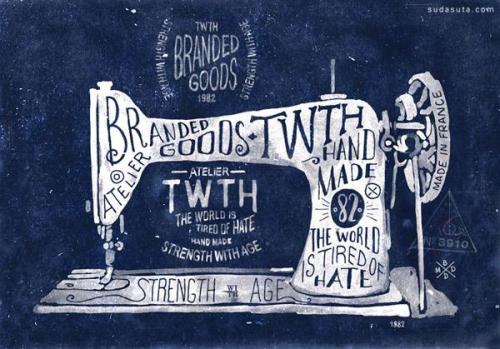 sudasuta.com
TWTH
BRANDED
GOODS
1982
STRENGTH WITH AGE
STRENGTH WITH AGE
BRANDED
GOODS
TWTH
ATELIER
HAND
MADE
82
THE WORLD
IS TIRED OF
HATE
MADE IN FRANCE
ATELIER
TWTH
THE WORLD IS
TIRED OF HATE
HAND MADE
STRENGTH WITH AGE
STRENGTH WITH AGE
Nº3910
BDMD
1982